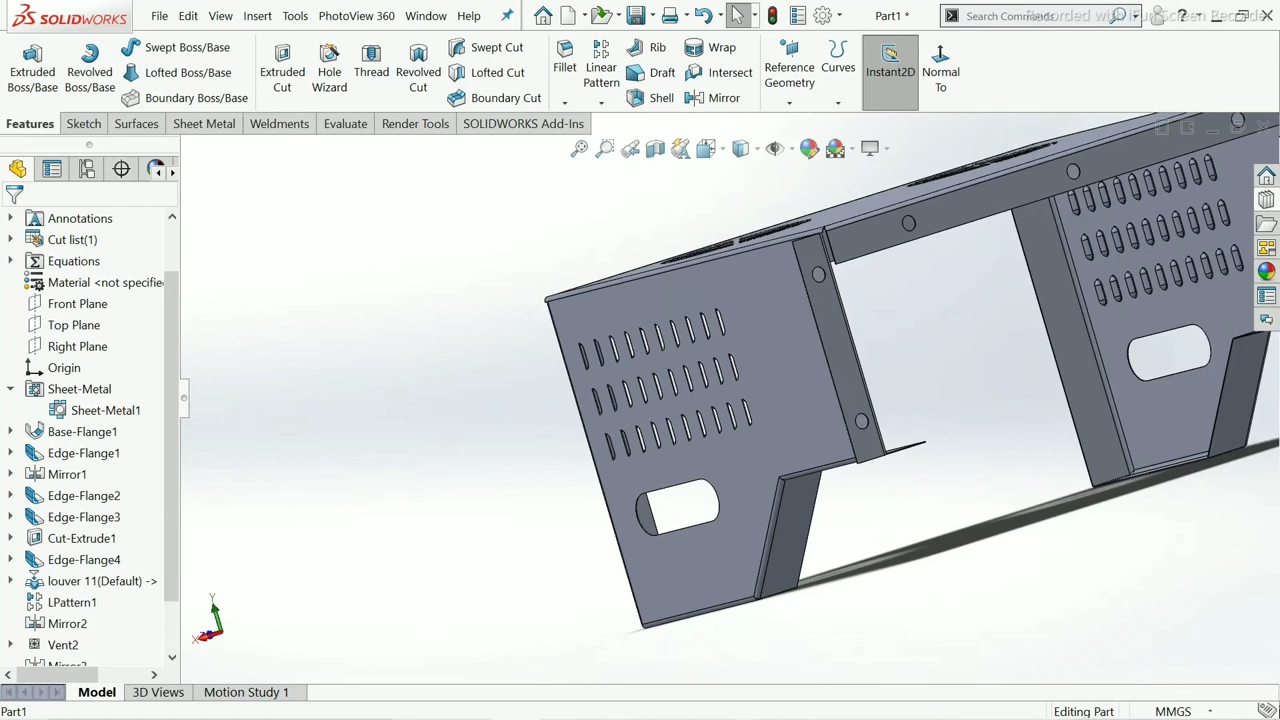 SOLIDWORKS
File Edit View Insert Tools PhotoView 360 Window Help
Part1 *
Search Commands
Recorded with iFun Screen Recorder
Extruded Boss/Base
Revolved Boss/Base
Swept Boss/Base
Lofted Boss/Base
Boundary Boss/Base
Extruded Cut
Hole Wizard
Thread
Revolved Cut
Swept Cut
Lofted Cut
Boundary Cut
Fillet
Linear Pattern
Rib
Draft
Shell
Wrap
Intersect
Mirror
Reference Geometry
Curves
Instant2D
Normal To
Features Sketch Surfaces Sheet Metal Weldments Evaluate Render Tools SOLIDWORKS Add-Ins
Annotations
Cut list(1)
Equations
Material <not specifie
Front Plane
Top Plane
Right Plane
Origin
Sheet-Metal
Sheet-Metal1
Base-Flange1
Edge-Flange1
Mirror1
Edge-Flange2
Edge-Flange3
Cut-Extrude1
Edge-Flange4
louver 11(Default) ->
LPattern1
Mirror2
Vent2
Y
X
Model 3D Views Motion Study 1
Part1
Editing Part
MMGS